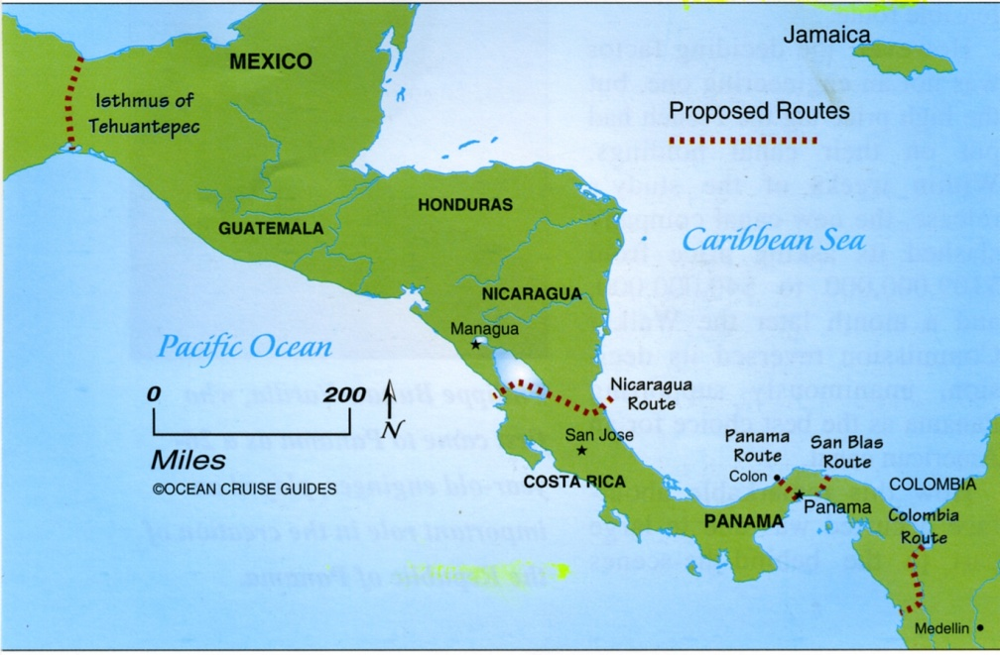 Jamaica
MEXICO
Isthmus of
Tehuantepec
Proposed Routes
HONDURAS
GUATEMALA
Caribbean Sea
NICARAGUA
Managua
Pacific Ocean
Nicaragua
Route
0 200
N
Miles
©OCEAN CRUISE GUIDES
San Jose
COSTA RICA
Panama
Route
San Blas
Route
Colon
COLOMBIA
Panama
PANAMA
Colombia
Route
Medellin